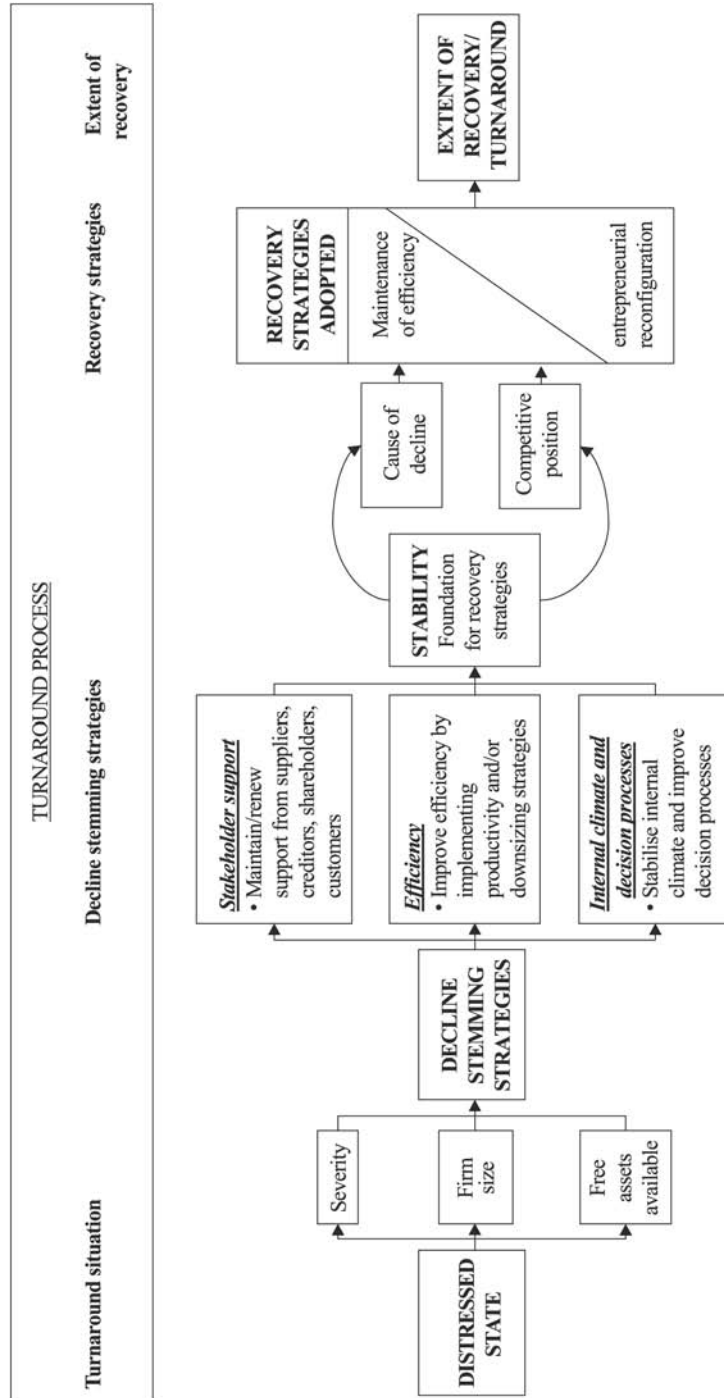 TURNAROUND PROCESS
Turnaround situation
Decline stemming strategies
Recovery strategies
Extent of
recovery
DISTRESSED
STATE
Severity
Firm
size
Free
assets
available
DECLINE
STEMMING
STRATEGIES
Stakeholder support
• Maintain/renew
support from suppliers,
creditors, shareholders,
customers
Efficiency
• Improve efficiency by
implementing
productivity and/or
downsizing strategies
Internal climate and
decision processes
• Stabilise internal
climate and improve
decision processes
STABILITY
Foundation
for recovery
strategies
Cause of
decline
Competitive
position
RECOVERY
STRATEGIES
ADOPTED
Maintenance
of efficiency
entrepreneurial
reconfiguration
EXTENT OF
RECOVERY/
TURNAROUND